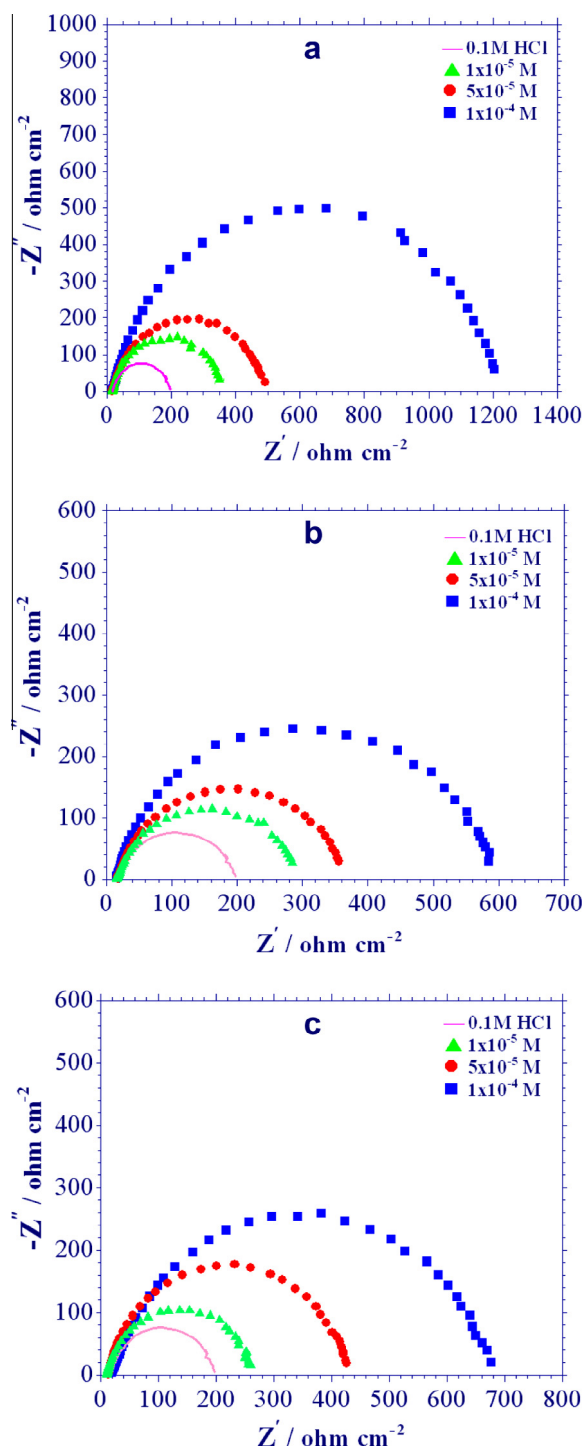 a
0.1M HCl
1x10⁻⁵ M
5x10⁻⁵ M
1x10⁻⁴ M
1000
900
800
700
600
500
400
300
200
100
0
-Z″ / ohm cm⁻²
0 200 400 600 800 1000 1200 1400
Z′ / ohm cm⁻²
b
0.1M HCl
1x10⁻⁵ M
5x10⁻⁵ M
1x10⁻⁴ M
600
500
400
300
200
100
0
-Z″ / ohm cm⁻²
0 100 200 300 400 500 600 700
Z′ / ohm cm⁻²
c
0.1M HCl
1x10⁻⁵ M
5x10⁻⁵ M
1x10⁻⁴ M
600
500
400
300
200
100
0
-Z″ / ohm cm⁻²
0 100 200 300 400 500 600 700 800
Z′ / ohm cm⁻²